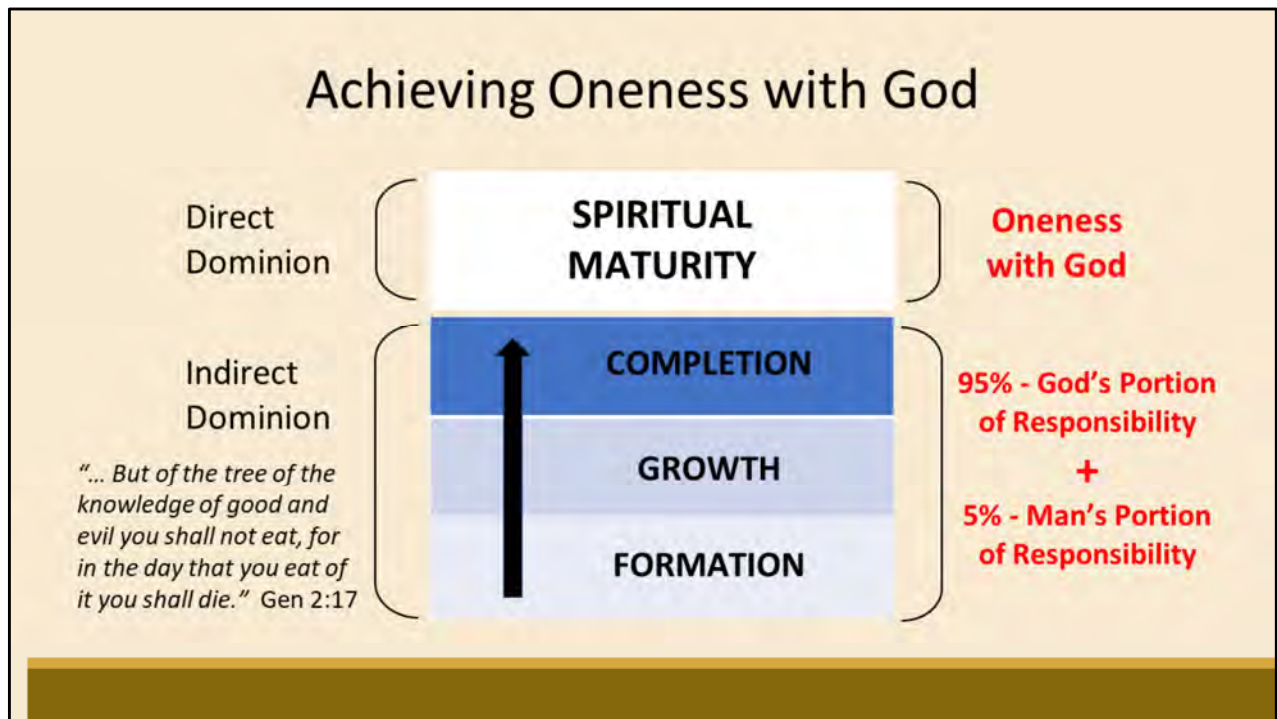 Achieving Oneness with God
Direct
Dominion
SPIRITUAL
MATURITY
Oneness
with God
Indirect
Dominion
"... But of the tree of the
knowledge of good and
evil you shall not eat, for
in the day that you eat of
it you shall die." Gen 2:17
COMPLETION
GROWTH
FORMATION
95% - God's Portion
of Responsibility
+
5% - Man's Portion
of Responsibility